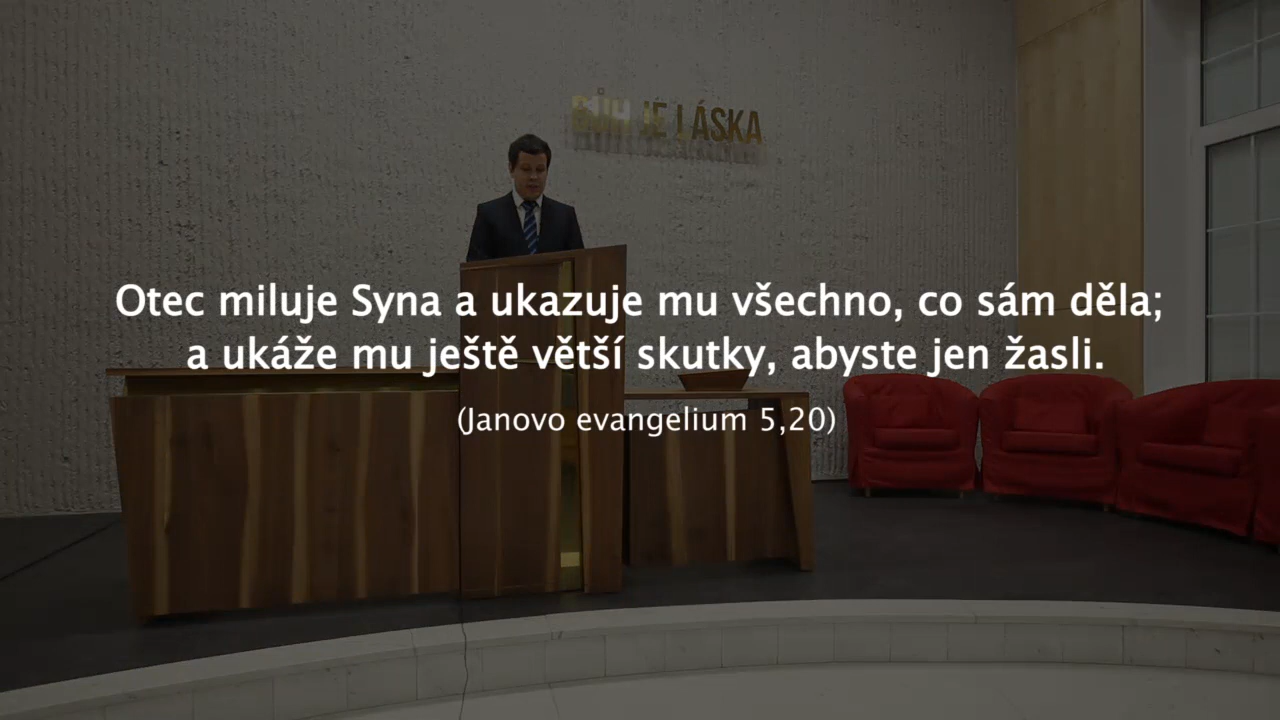 BŮH JE LÁSKA
Otec miluje Syna a ukazuje mu všechno, co sám děla;
a ukáže mu ještě větší skutky, abyste jen žasli.
(Janovo evangelium 5,20)